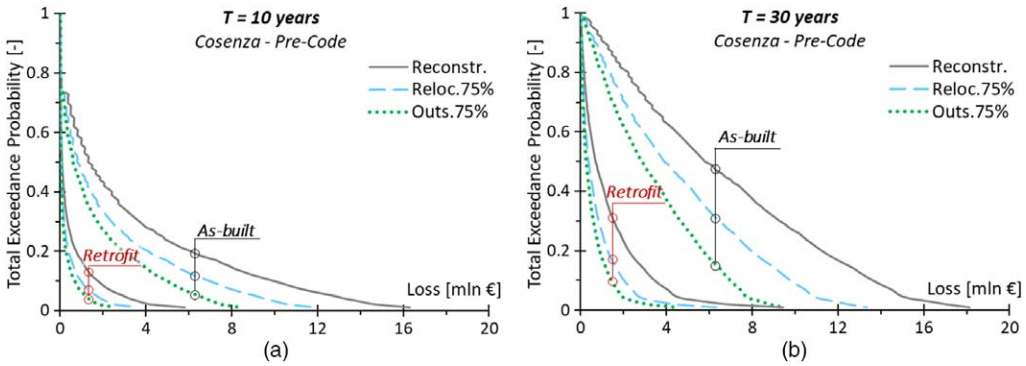 (a)
T = 10 years
Cosenza - Pre-Code
Total Exceedance Probability [-]
1
0.8
0.6
0.4
0.2
0
Reconstr.
Reloc.75%
Outs.75%
As-built
Retrofit
Loss [mln €]
0 4 8 12 16 20
(a)
(b)
T = 30 years
Cosenza - Pre-Code
Total Exceedance Probability [-]
1
0.8
0.6
0.4
0.2
0
Reconstr.
Reloc.75%
Outs.75%
As-built
Retrofit
Loss [mln €]
0 4 8 12 16 20
(b)